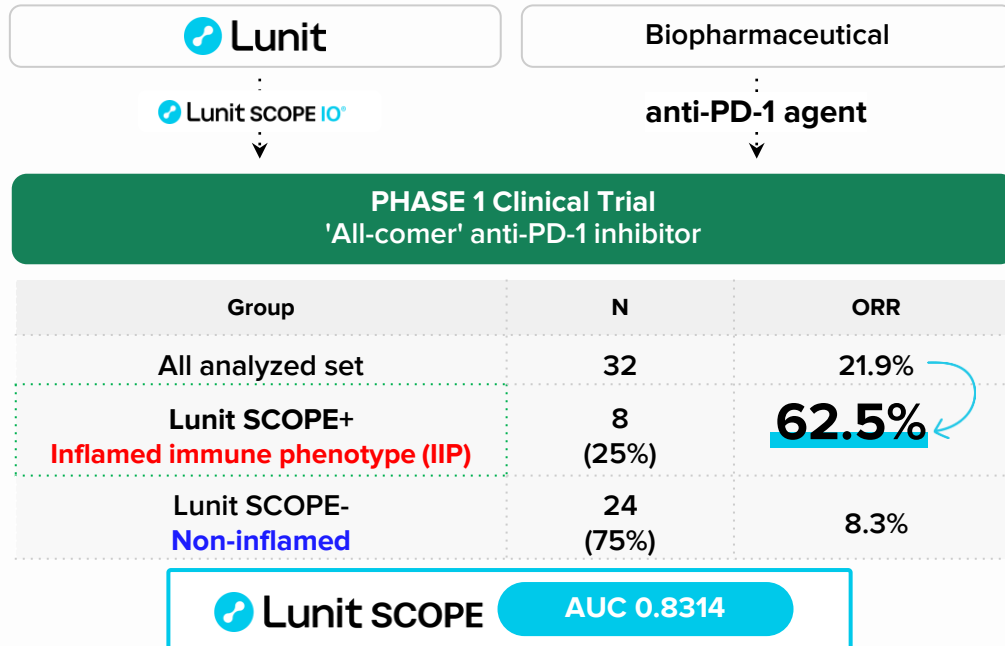 Lunit
Biopharmaceutical
Lunit SCOPE IO®
anti-PD-1 agent
PHASE 1 Clinical Trial
'All-comer' anti-PD-1 inhibitor
Group N ORR
All analyzed set 32 21.9%
Lunit SCOPE+
Inflamed immune phenotype (IIP)
8
(25%)
62.5%
Lunit SCOPE-
Non-inflamed
24
(75%)
8.3%
Lunit SCOPE AUC 0.8314